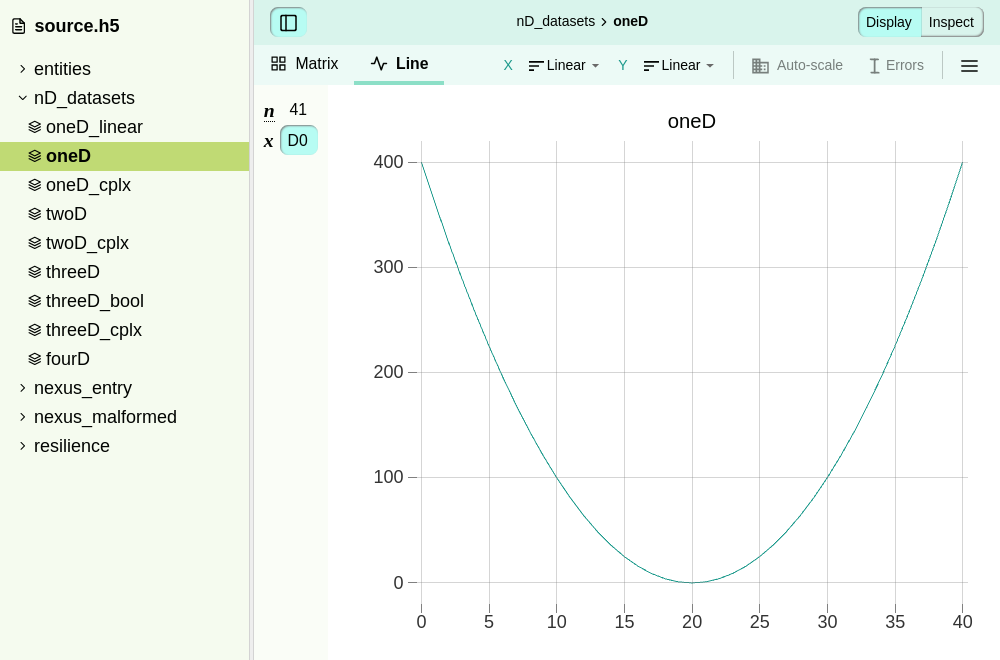 source.h5
entities
nD_datasets
oneD_linear
oneD
oneD_cplx
twoD
twoD_cplx
threeD
threeD_bool
threeD_cplx
fourD
nexus_entry
nexus_malformed
resilience
nD_datasets › oneD
Display Inspect
Matrix Line X Linear Y Linear Auto-scale Errors
n 41
x D0
oneD
400
300
200
100
0
0 5 10 15 20 25 30 35 40